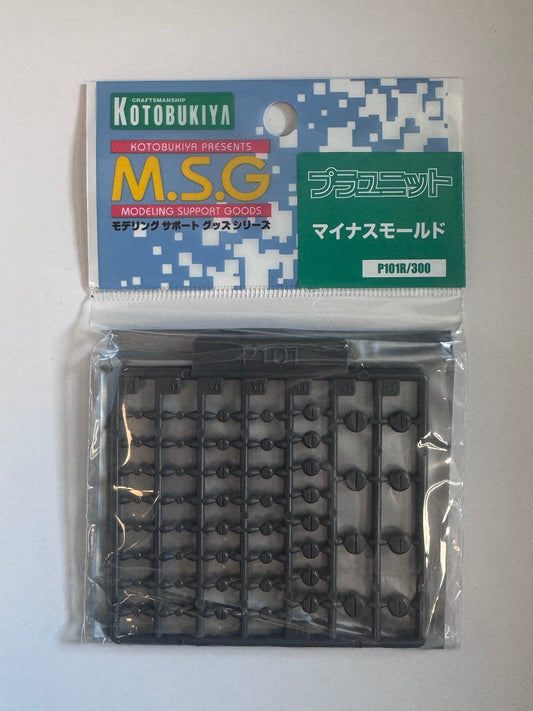 CRAFTSMANSHIP
KOTOBUKIYA
KOTOBUKIYA PRESENTS
M.S.G
MODELING SUPPORT GOODS
モデリング サポート グッズ シリーズ
プラユニット
マイナスモールド
P101R/300
P101